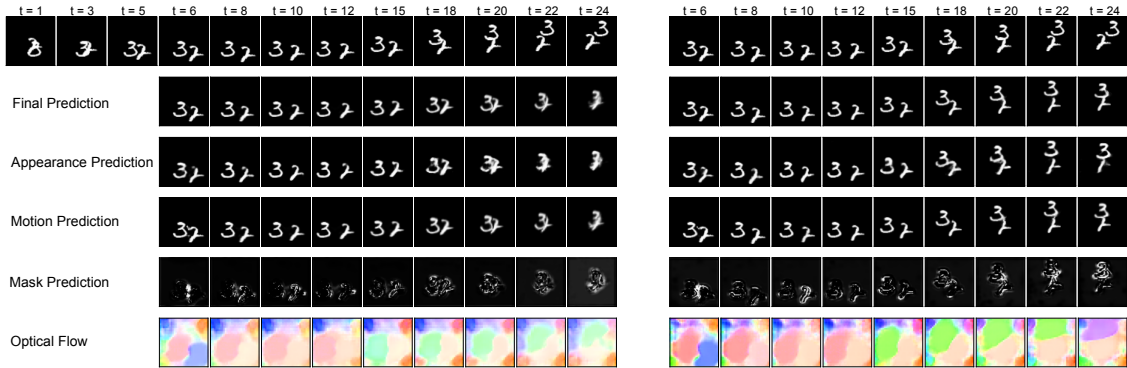 t = 1 t = 3 t = 5 t = 6 t = 8 t = 10 t = 12 t = 15 t = 18 t = 20 t = 22 t = 24 t = 6 t = 8 t = 10 t = 12 t = 15 t = 18 t = 20 t = 22 t = 24
Final Prediction
Appearance Prediction
Motion Prediction
Mask Prediction
Optical Flow